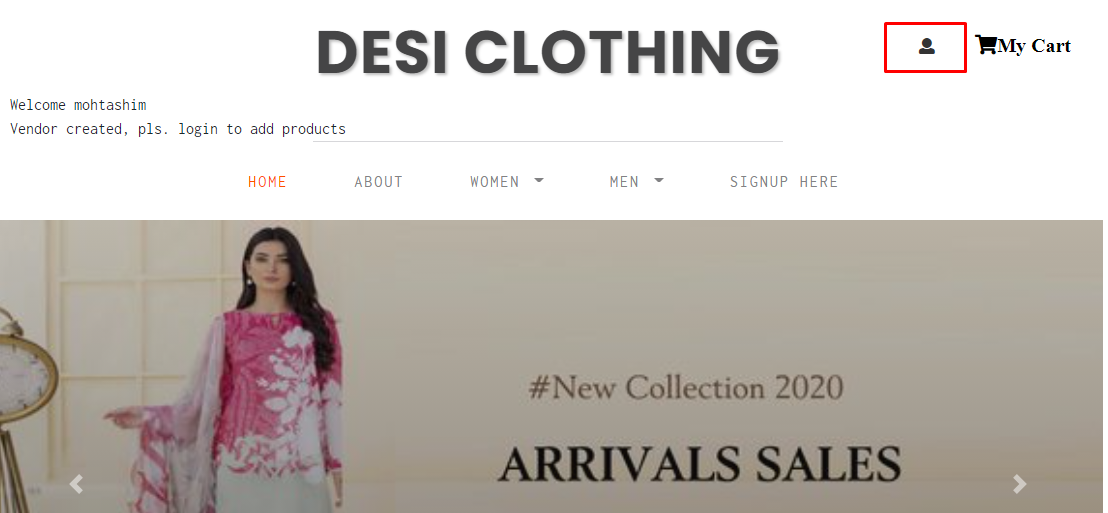 DESI CLOTHING
My Cart
Welcome mohtashim
Vendor created, pls. login to add products
HOME ABOUT WOMEN MEN SIGNUP HERE
#New Collection 2020
ARRIVALS SALES